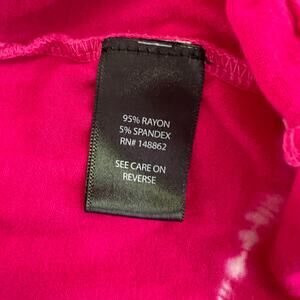 95% RAYON
5% SPANDEX
RN# 148862
SEE CARE ON
REVERSE